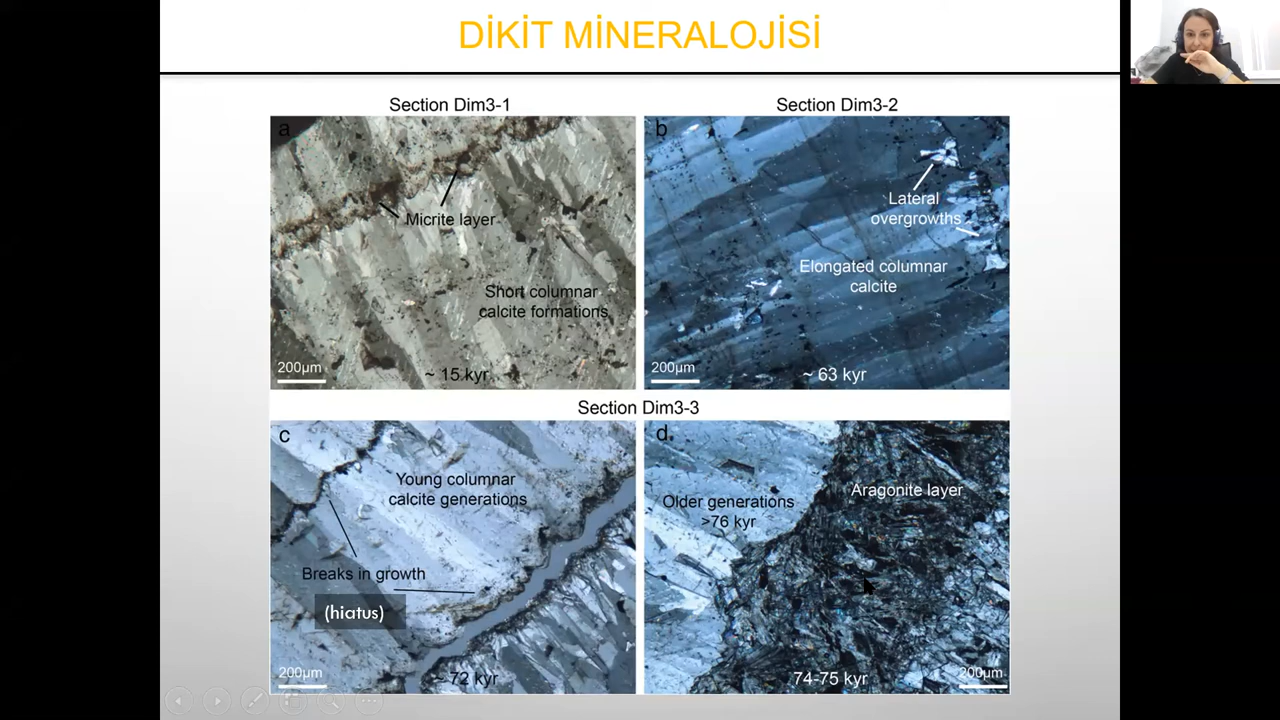 DİKİT MİNERALOJİSİ
Section Dim3-1
Section Dim3-2
a
Micrite layer
Short columnar
calcite formations
200µm
~ 15 kyr
b
Lateral
overgrowths
Elongated columnar
calcite
200µm
~ 63 kyr
Section Dim3-3
c
Young columnar
calcite generations
Breaks in growth
(hiatus)
200µm
~ 72 kyr
d
Older generations
>76 kyr
Aragonite layer
74-75 kyr
200µm